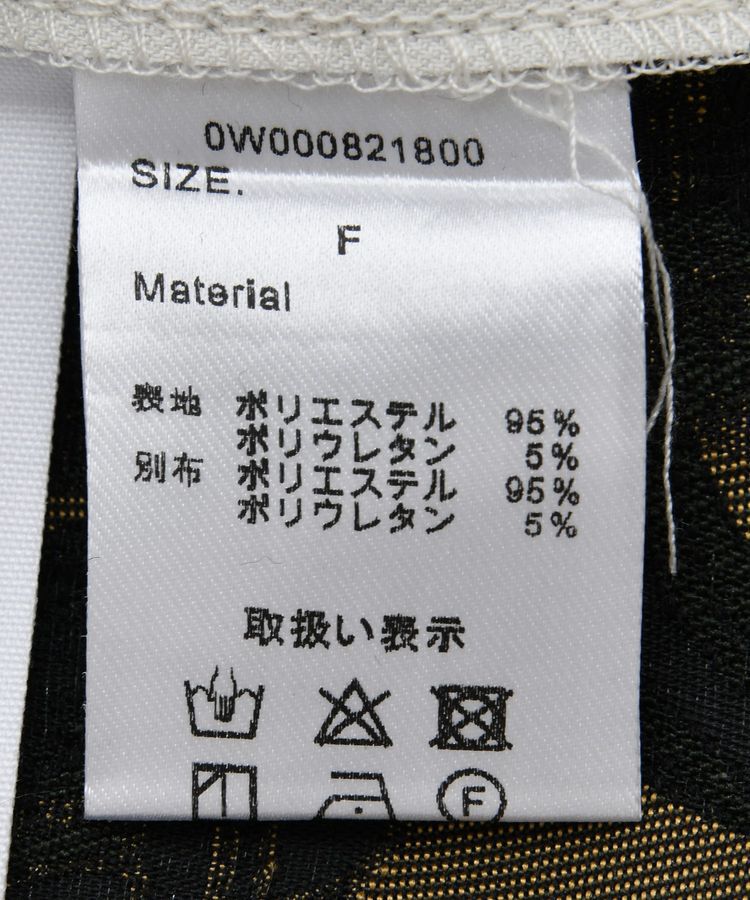 0W000821800
SIZE.
F
Material
表地 ポリエステル 95%
ポリウレタン 5%
別布 ポリエステル 95%
ポリウレタン 5%
取扱い表示
F